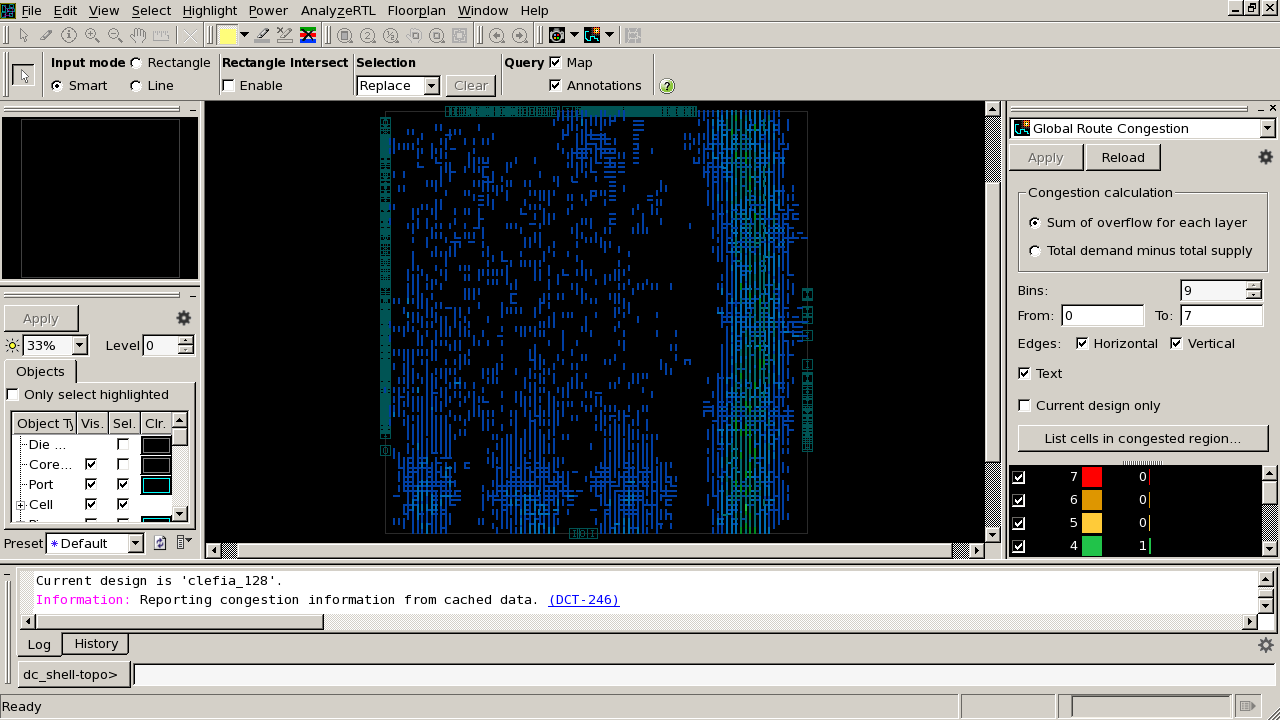 File Edit View Select Highlight Power AnalyzeRTL Floorplan Window Help
Input mode Rectangle Rectangle Intersect Selection Query Map
Smart Line Enable Replace Clear Annotations
Global Route Congestion
Apply Reload
Congestion calculation
Sum of overflow for each layer
Total demand minus total supply
Bins: 9
From: 0 To: 7
Edges: Horizontal Vertical
Text
Current design only
List cells in congested region...
7 0
6 0
5 0
4 1
Apply
33% Level 0
Objects
Only select highlighted
Object Ty Vis. Sel. Clr.
Die ...
Core...
Port
Cell
Preset * Default
Current design is 'clefia_128'.
Information: Reporting congestion information from cached data. (DCT-246)
Log History
dc_shell-topo>
Ready